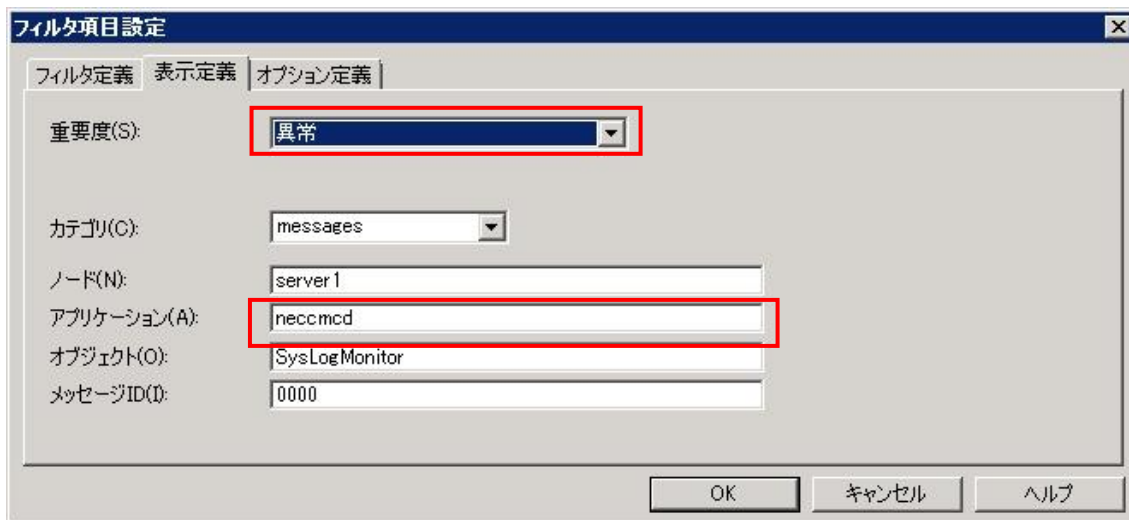 フィルタ項目設定
フィルタ定義 表示定義 オプション定義
重要度(S): 異常
カテゴリ(C): messages
ノード(N): server1
アプリケーション(A): neccmcd
オブジェクト(O): SysLogMonitor
メッセージID(I): 0000
OK キャンセル ヘルプ